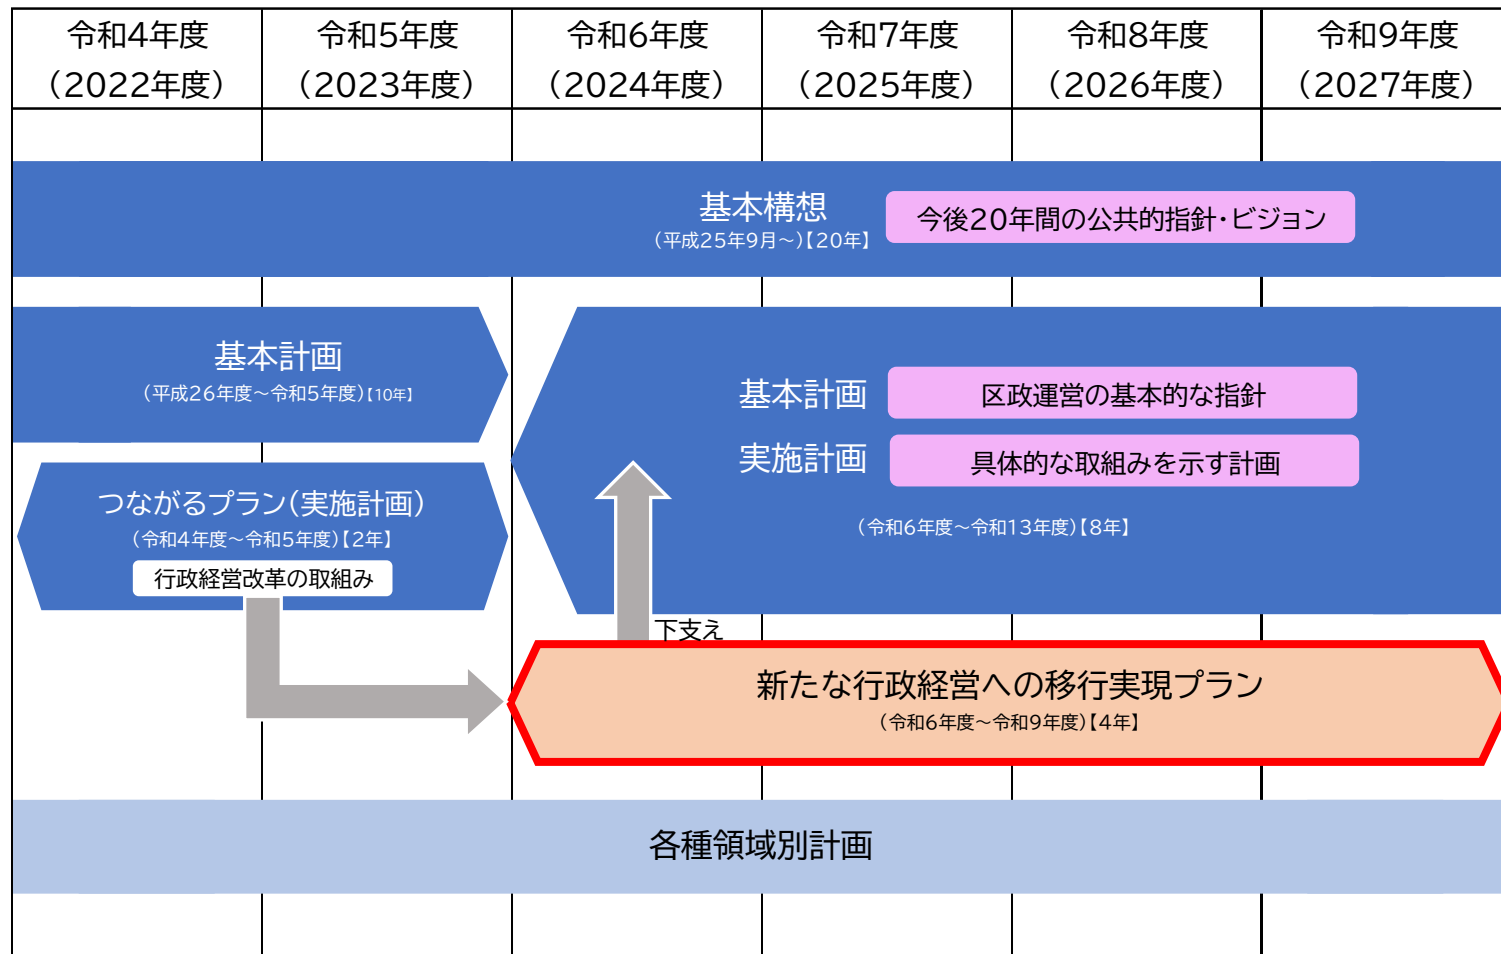 令和4年度
（2022年度）
令和5年度
（2023年度）
令和6年度
（2024年度）
令和7年度
（2025年度）
令和8年度
（2026年度）
令和9年度
（2027年度）
基本構想
（平成25年9月～）【20年】
今後20年間の公共的指針・ビジョン
基本計画
（平成26年度～令和5年度）【10年】
基本計画
区政運営の基本的な指針
実施計画
具体的な取組みを示す計画
（令和6年度～令和13年度）【8年】
つながるプラン（実施計画）
（令和4年度～令和5年度）【2年】
行政経営改革の取組み
下支え
新たな行政経営への移行実現プラン
（令和6年度～令和9年度）【4年】
各種領域別計画